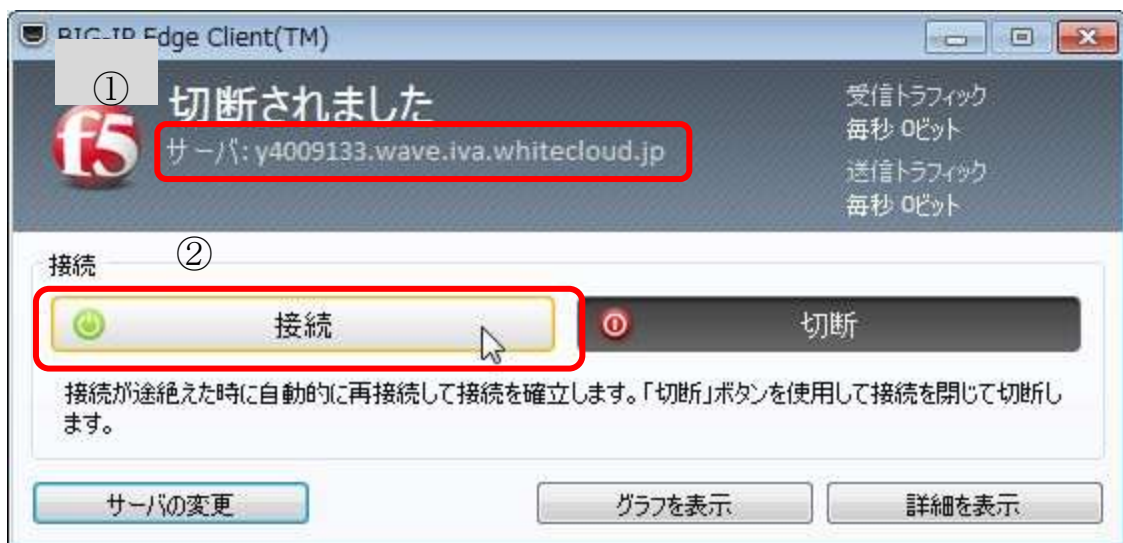 BIG-IP Edge Client(TM)
①
f5
切断されました
サーバ: y4009133.wave.iva.whitecloud.jp
受信トラフィック
毎秒 0ビット
送信トラフィック
毎秒 0ビット
②
接続
接続
切断
接続が途絶えた時に自動的に再接続して接続を確立します。「切断」ボタンを使用して接続を閉じて切断し
ます。
サーバの変更
グラフを表示
詳細を表示